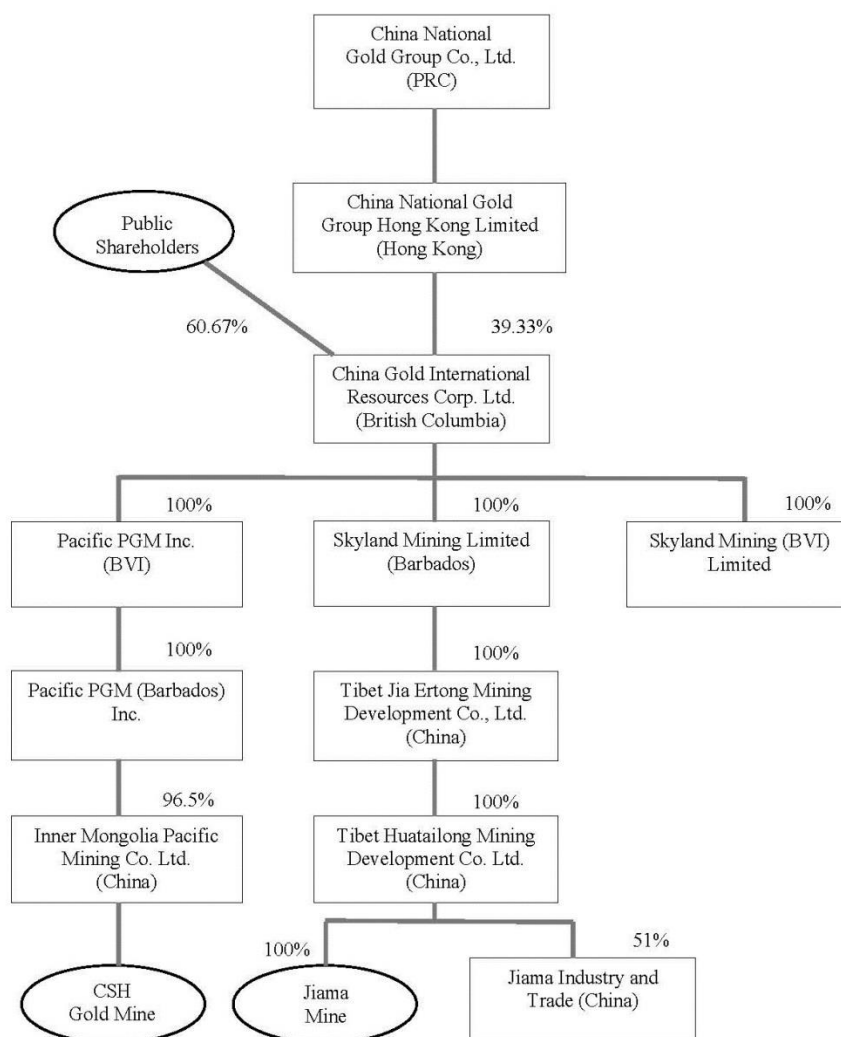 China National
Gold Group Co., Ltd.
(PRC)
China National Gold
Group Hong Kong Limited
(Hong Kong)
Public
Shareholders
60.67%
39.33%
China Gold International
Resources Corp. Ltd.
(British Columbia)
100%
100%
100%
Pacific PGM Inc.
(BVI)
Skyland Mining Limited
(Barbados)
Skyland Mining (BVI)
Limited
100%
100%
Pacific PGM (Barbados)
Inc.
Tibet Jia Ertong Mining
Development Co., Ltd.
(China)
96.5%
100%
Inner Mongolia Pacific
Mining Co. Ltd.
(China)
Tibet Huatailong Mining
Development Co. Ltd.
(China)
100%
51%
CSH
Gold Mine
Jiama
Mine
Jiama Industry and
Trade (China)